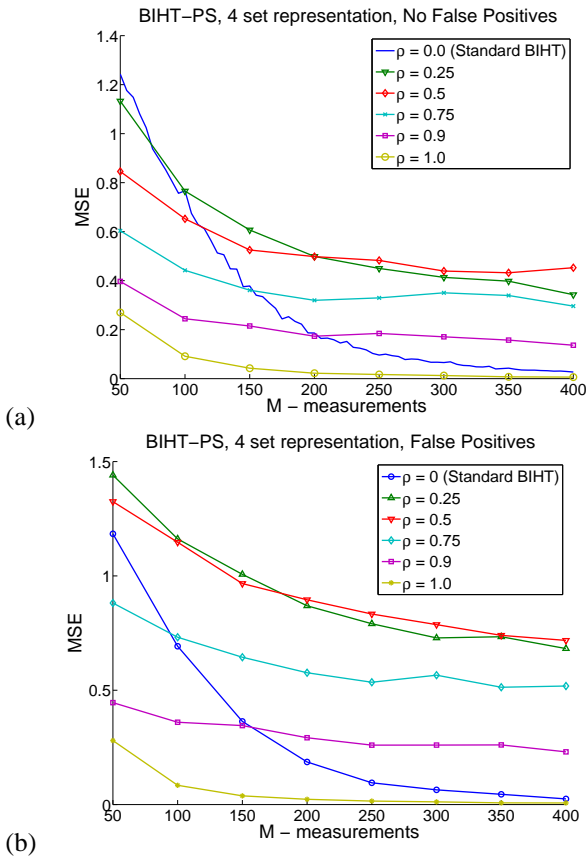 BIHT−PS, 4 set representation, No False Positives
1.4
1.2
1
0.8
0.6
0.4
0.2
0
MSE
ρ = 0.0 (Standard BIHT)
ρ = 0.25
ρ = 0.5
ρ = 0.75
ρ = 0.9
ρ = 1.0
50 100 150 200 250 300 350 400
M − measurements
(a)
BIHT−PS, 4 set representation, False Positives
1.5
1
0.5
0
MSE
ρ = 0 (Standard BIHT)
ρ = 0.25
ρ = 0.5
ρ = 0.75
ρ = 0.9
ρ = 1.0
50 100 150 200 250 300 350 400
M − measurements
(b)